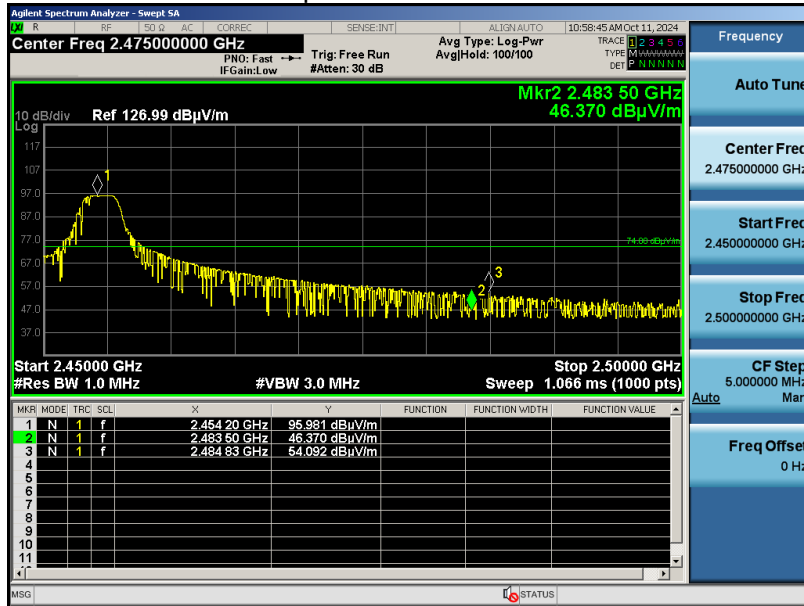 Agilent Spectrum Analyzer - Swept SA
LXI R RF 50 Ω AC CORREC SENSE:INT ALIGN AUTO 10:58:45 AM Oct 11, 2024
Center Freq 2.475000000 GHz
PNO: Fast
IFGain:Low
Trig: Free Run
#Atten: 30 dB
Avg Type: Log-Pwr
Avg|Hold: 100/100
TRACE 1 2 3 4 5 6
TYPE M
DET P N N N N N
Mkr2 2.483 50 GHz
46.370 dBµV/m
10 dB/div Ref 126.99 dBµV/m
Log
117
107
97.0
87.0
77.0
67.0
57.0
47.0
37.0
1
74.00 dBµV/m
2
3
Start 2.45000 GHz Stop 2.50000 GHz
#Res BW 1.0 MHz #VBW 3.0 MHz Sweep 1.066 ms (1000 pts)
MKR MODE TRC SCL X Y FUNCTION FUNCTION WIDTH FUNCTION VALUE
1 N 1 f 2.454 20 GHz 95.981 dBµV/m
2 N 1 f 2.483 50 GHz 46.370 dBµV/m
3 N 1 f 2.484 83 GHz 54.092 dBµV/m
4
5
6
7
8
9
10
11
MSG STATUS
Frequency
Auto Tune
Center Freq
2.475000000 GHz
Start Freq
2.450000000 GHz
Stop Freq
2.500000000 GHz
CF Step
5.000000 MHz
Auto Man
Freq Offset
0 Hz